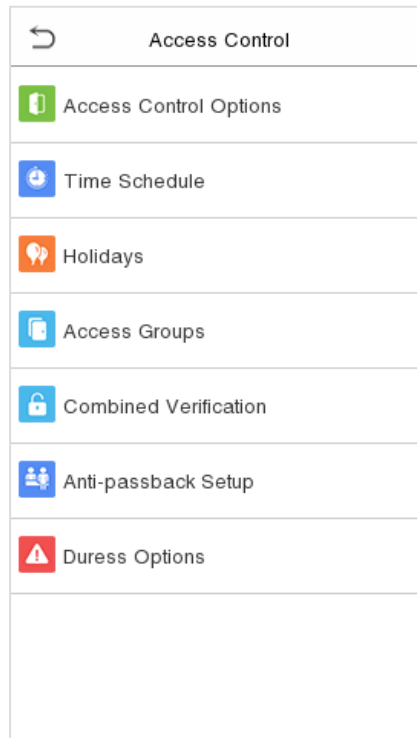 Access Control
Access Control Options
Time Schedule
Holidays
Access Groups
Combined Verification
Anti-passback Setup
Duress Options